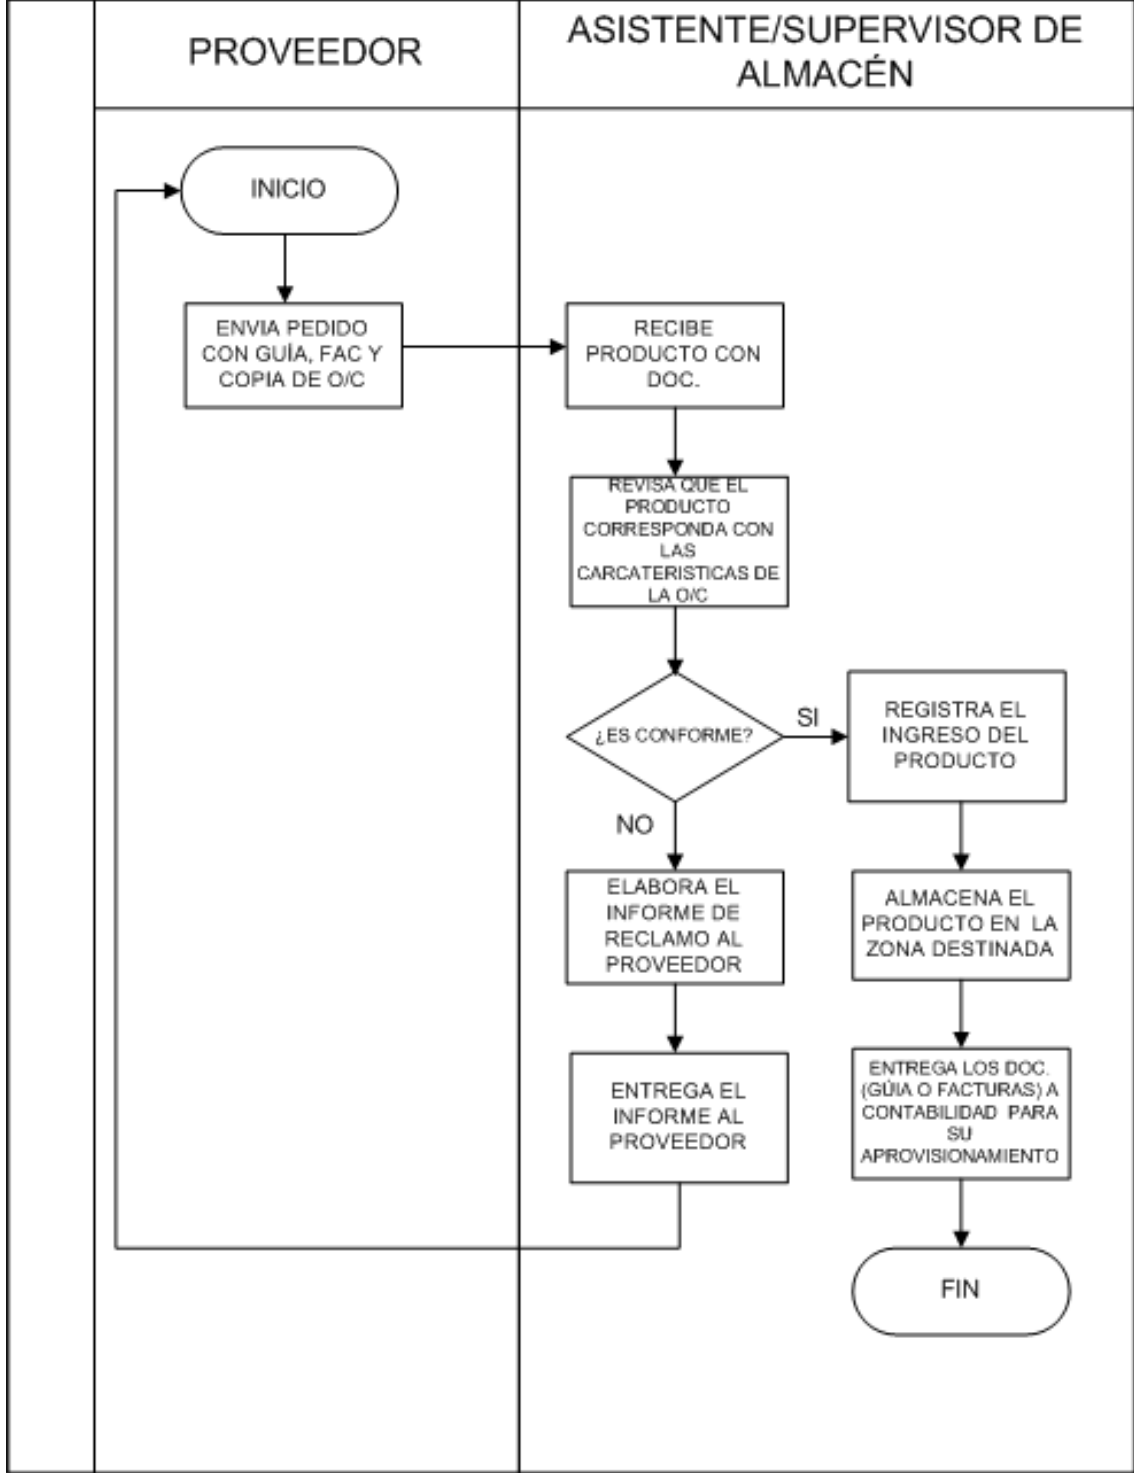 PROVEEDOR
ASISTENTE/SUPERVISOR DE
ALMACÉN
INICIO
ENVIA PEDIDO
CON GUÍA, FAC Y
COPIA DE O/C
RECIBE
PRODUCTO CON
DOC.
REVISA QUE EL
PRODUCTO
CORRESPONDA CON
LAS
CARCATERISTICAS DE
LA O/C
¿ES CONFORME?
SI
REGISTRA EL
INGRESO DEL
PRODUCTO
NO
ELABORA EL
INFORME DE
RECLAMO AL
PROVEEDOR
ALMACENA EL
PRODUCTO EN LA
ZONA DESTINADA
ENTREGA EL
INFORME AL
PROVEEDOR
ENTREGA LOS DOC.
(GÚIA O FACTURAS) A
CONTABILIDAD PARA
SU
APROVISIONAMIENTO
FIN